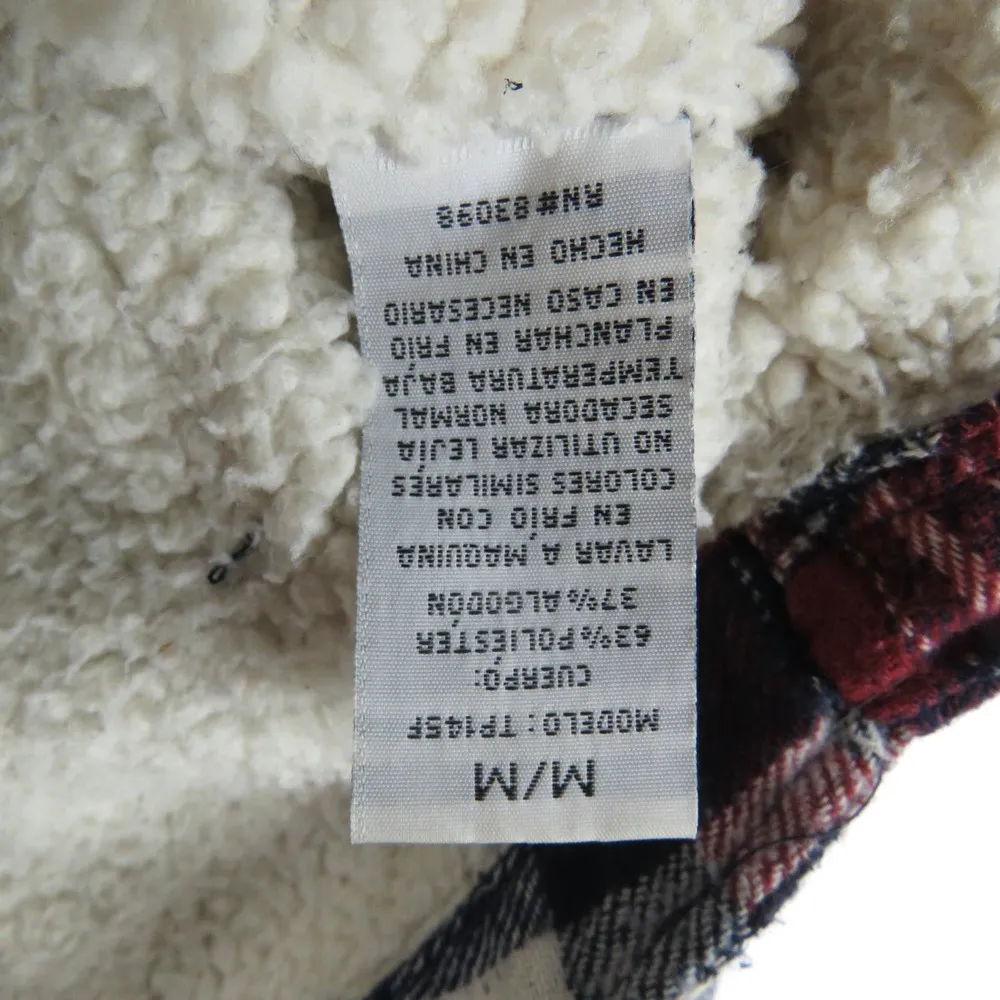 M/M
MODELO: TP145F
CUERPO:
63% POLIÉSTER
37% ALGODÓN
LAVAR A MAQUINA
EN FRÍO CON
COLORES SIMILARES
NO UTILIZAR LEJÍA
SECADORA NORMAL
TEMPERATURA BAJA
PLANCHAR EN FRÍO
EN CASO NECESARIO
HECHO EN CHINA
RN#83098